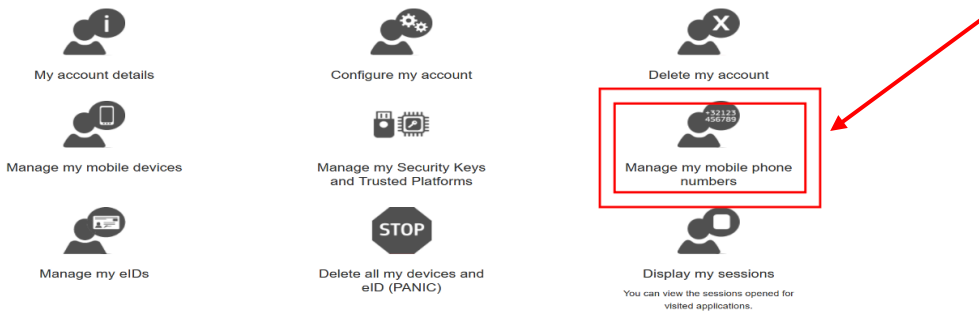 i
X
My account details
Configure my account
Delete my account
+32123
456789
Manage my mobile devices
Manage my Security Keys
and Trusted Platforms
Manage my mobile phone
numbers
STOP
Manage my eIDs
Delete all my devices and
eID (PANIC)
Display my sessions
You can view the sessions opened for
visited applications.